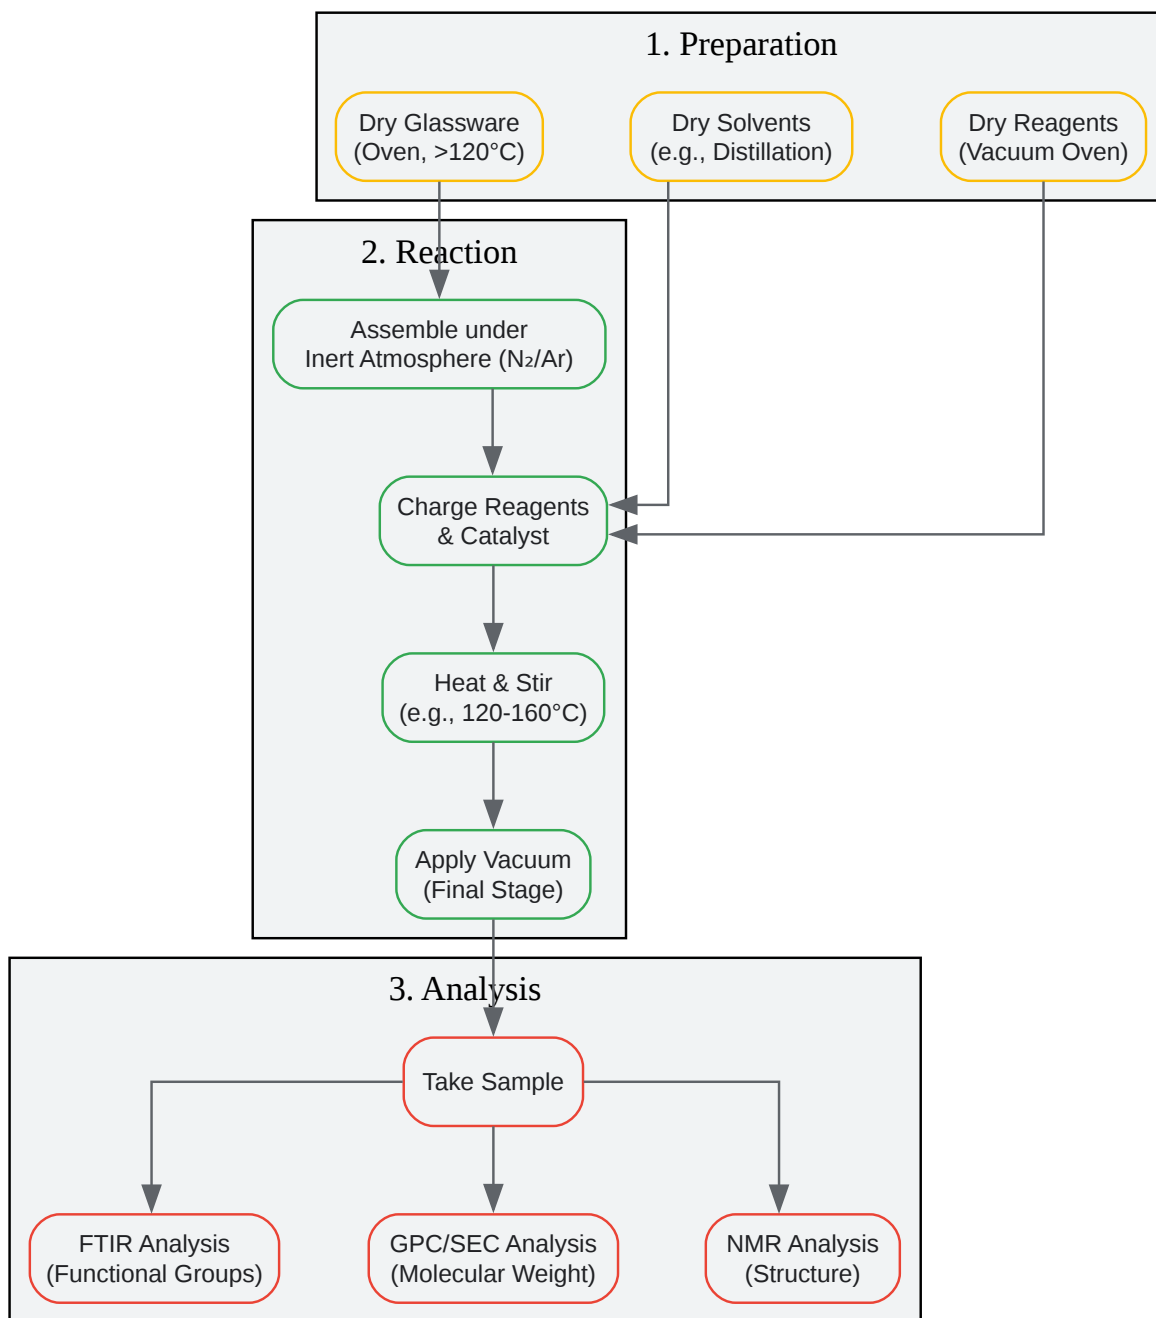 1. Preparation
Dry Glassware
(Oven, >120°C)
Dry Solvents
(e.g., Distillation)
Dry Reagents
(Vacuum Oven)
2. Reaction
Assemble under
Inert Atmosphere (N₂/Ar)
Charge Reagents
& Catalyst
Heat & Stir
(e.g., 120-160°C)
Apply Vacuum
(Final Stage)
3. Analysis
Take Sample
FTIR Analysis
(Functional Groups)
GPC/SEC Analysis
(Molecular Weight)
NMR Analysis
(Structure)